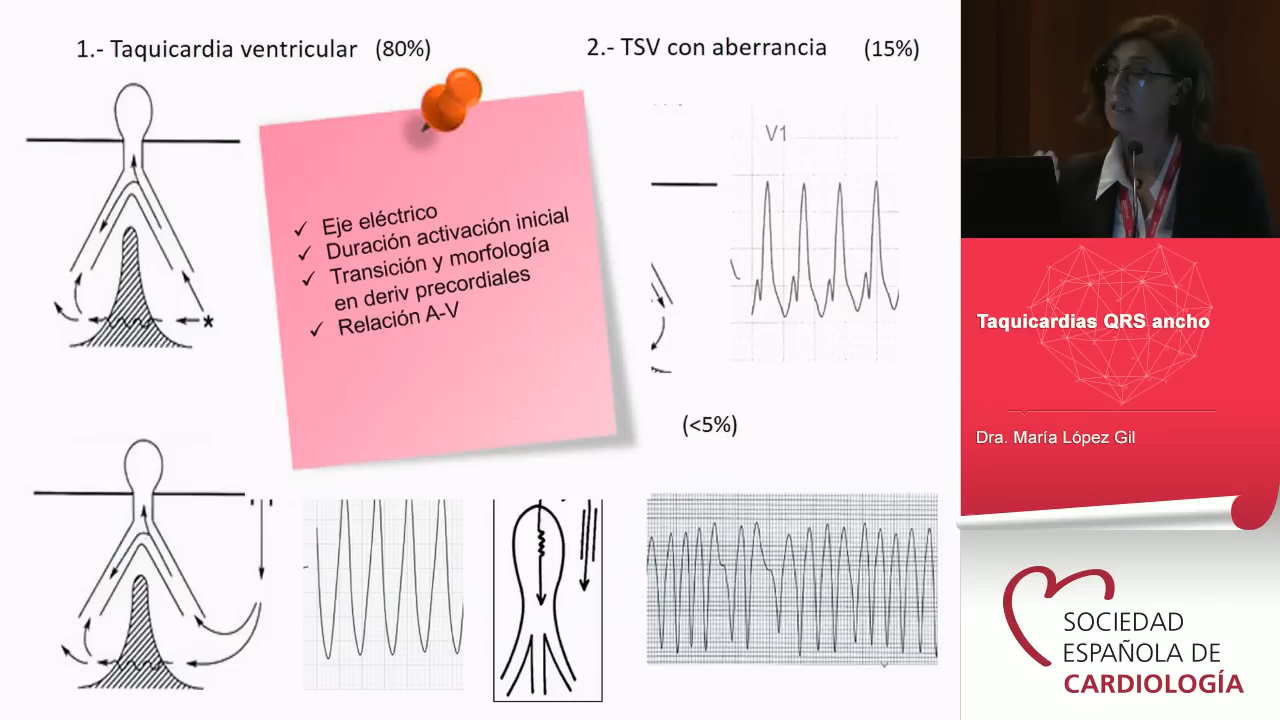 1.- Taquicardia ventricular (80%)
2.- TSV con aberrancia (15%)
V1
✓ Eje eléctrico
✓ Duración activación inicial
✓ Transición y morfología
en deriv precordiales
✓ Relación A-V
*
(<5%)
Taquicardias QRS ancho
Dra. María López Gil
SOCIEDAD
ESPAÑOLA DE
CARDIOLOGÍA